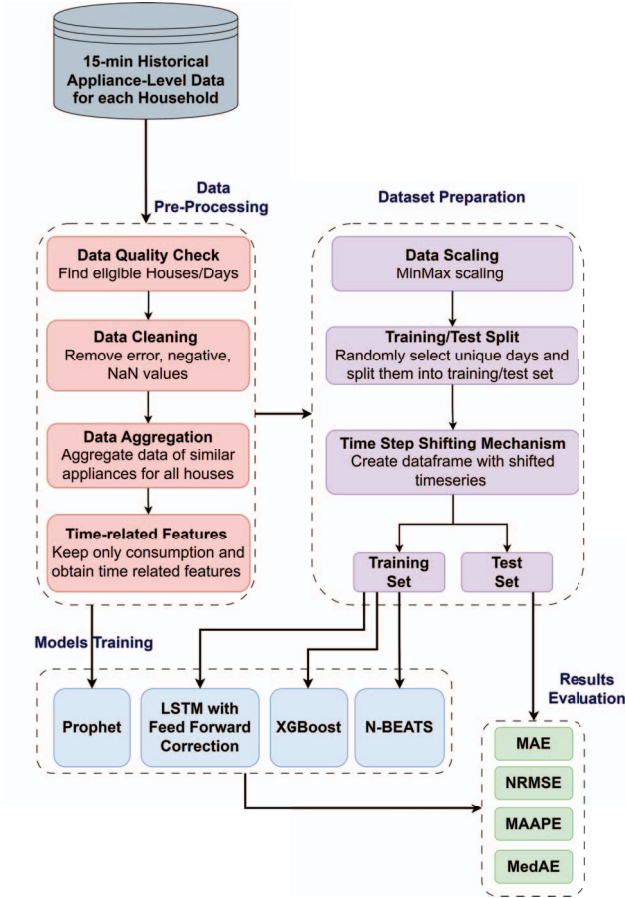 15-min Historical
Appliance-Level Data
for each Household
Data
Pre-Processing
Data Quality Check
Find eligible Houses/Days
Data Cleaning
Remove error, negative,
NaN values
Data Aggregation
Aggregate data of similar
appliances for all houses
Time-related Features
Keep only consumption and
obtain time related features
Dataset Preparation
Data Scaling
MinMax scaling
Training/Test Split
Randomly select unique days and
split them into training/test set
Time Step Shifting Mechanism
Create dataframe with shifted
timeseries
Training
Set
Test
Set
Models Training
Prophet
LSTM with
Feed Forward
Correction
XGBoost
N-BEATS
Results
Evaluation
MAE
NRMSE
MAAPE
MedAE